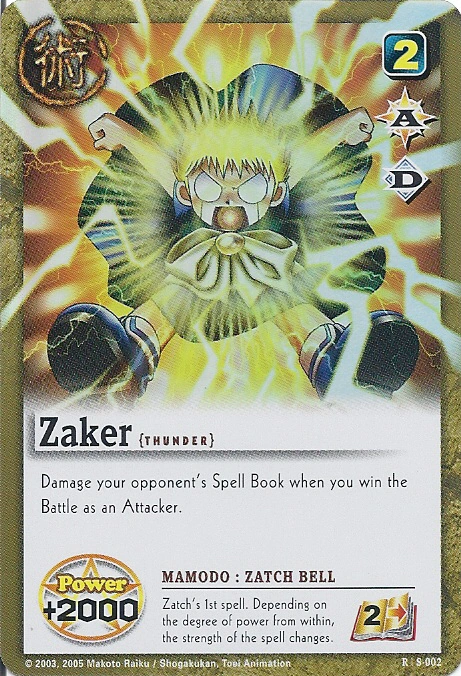 術
2
A
D
Zaker {THUNDER}
Damage your opponent's Spell Book when you win the
Battle as an Attacker.
Power
+2000
MAMODO : ZATCH BELL
Zatch's 1st spell. Depending on
the degree of power from within,
the strength of the spell changes.
2
© 2003, 2005 Makoto Raiku / Shogakukan, Toei Animation
R S-002